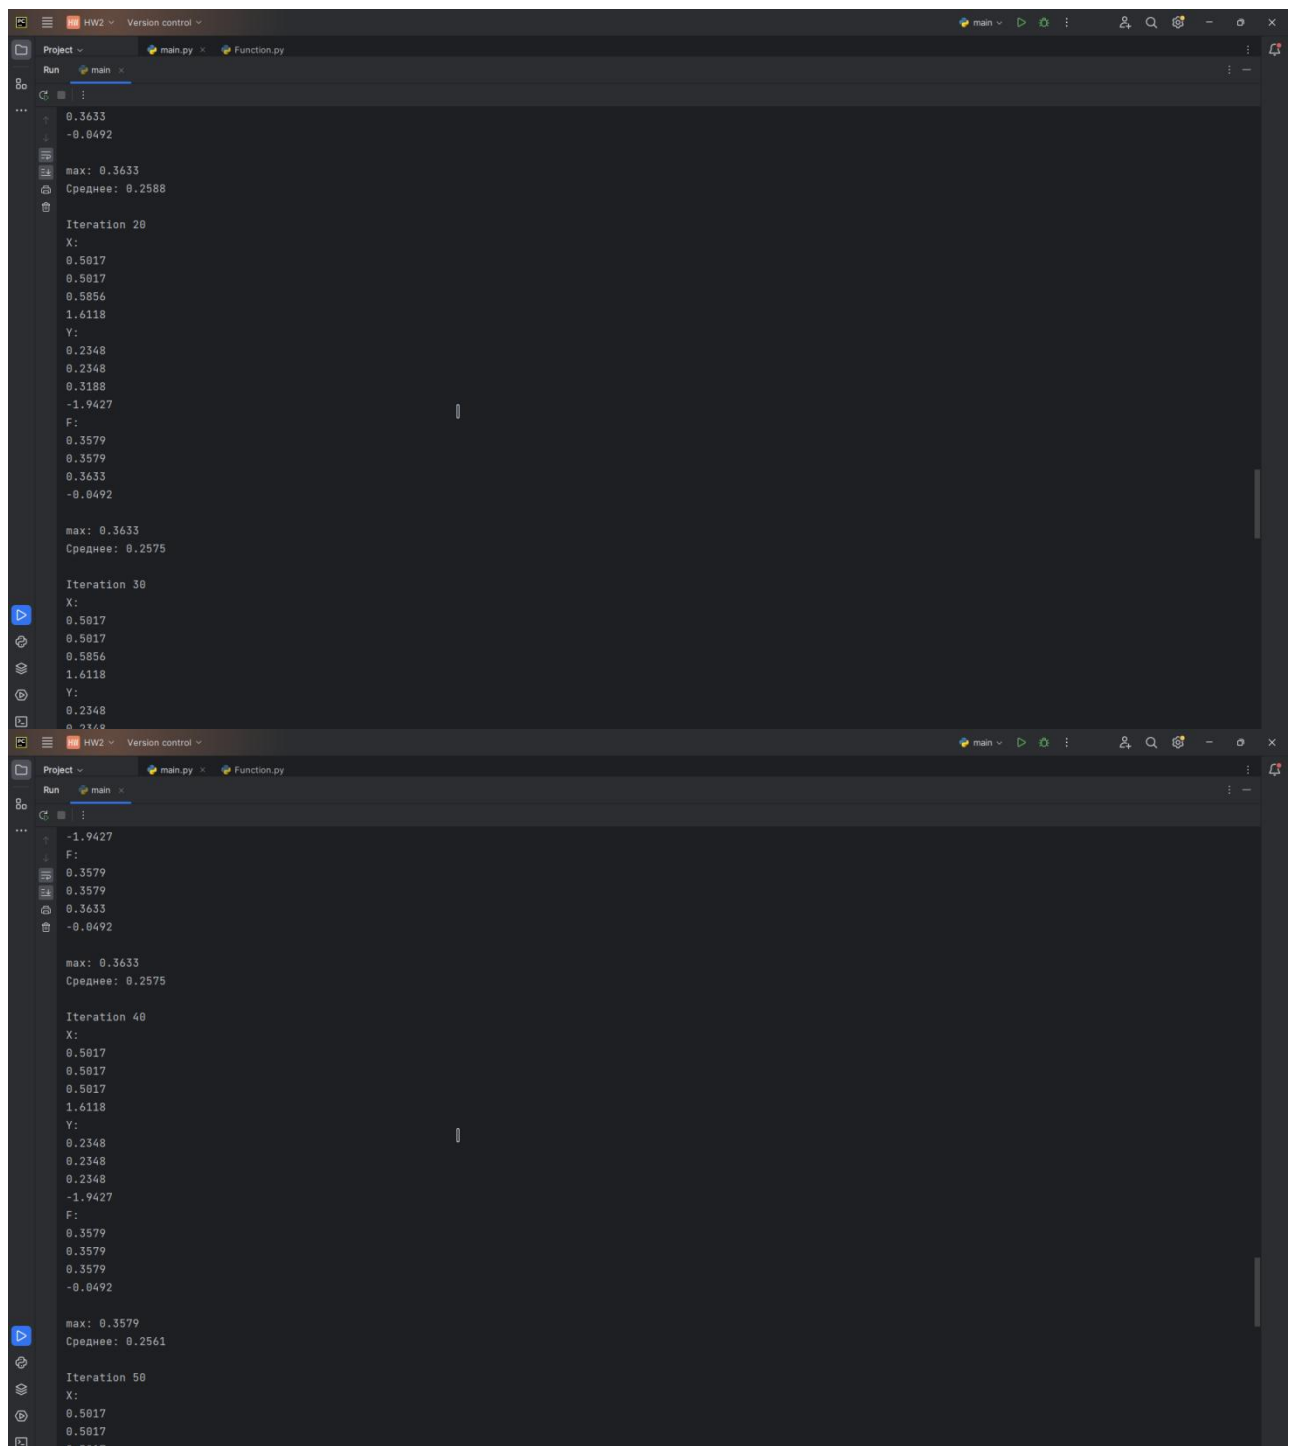 PC HW HW2 Version control main
Project main.py × Function.py
Run main ×
0.3633
-0.0492
max: 0.3633
Среднее: 0.2588
Iteration 20
X:
0.5017
0.5017
0.5856
1.6118
Y:
0.2348
0.2348
0.3188
-1.9427
F:
0.3579
0.3579
0.3633
-0.0492
max: 0.3633
Среднее: 0.2575
Iteration 30
X:
0.5017
0.5017
0.5856
1.6118
Y:
0.2348
0.2348
PC HW HW2 Version control main
Project main.py × Function.py
Run main ×
-1.9427
F:
0.3579
0.3579
0.3633
-0.0492
max: 0.3633
Среднее: 0.2575
Iteration 40
X:
0.5017
0.5017
0.5017
1.6118
Y:
0.2348
0.2348
0.2348
-1.9427
F:
0.3579
0.3579
0.3579
-0.0492
max: 0.3579
Среднее: 0.2561
Iteration 50
X:
0.5017
0.5017